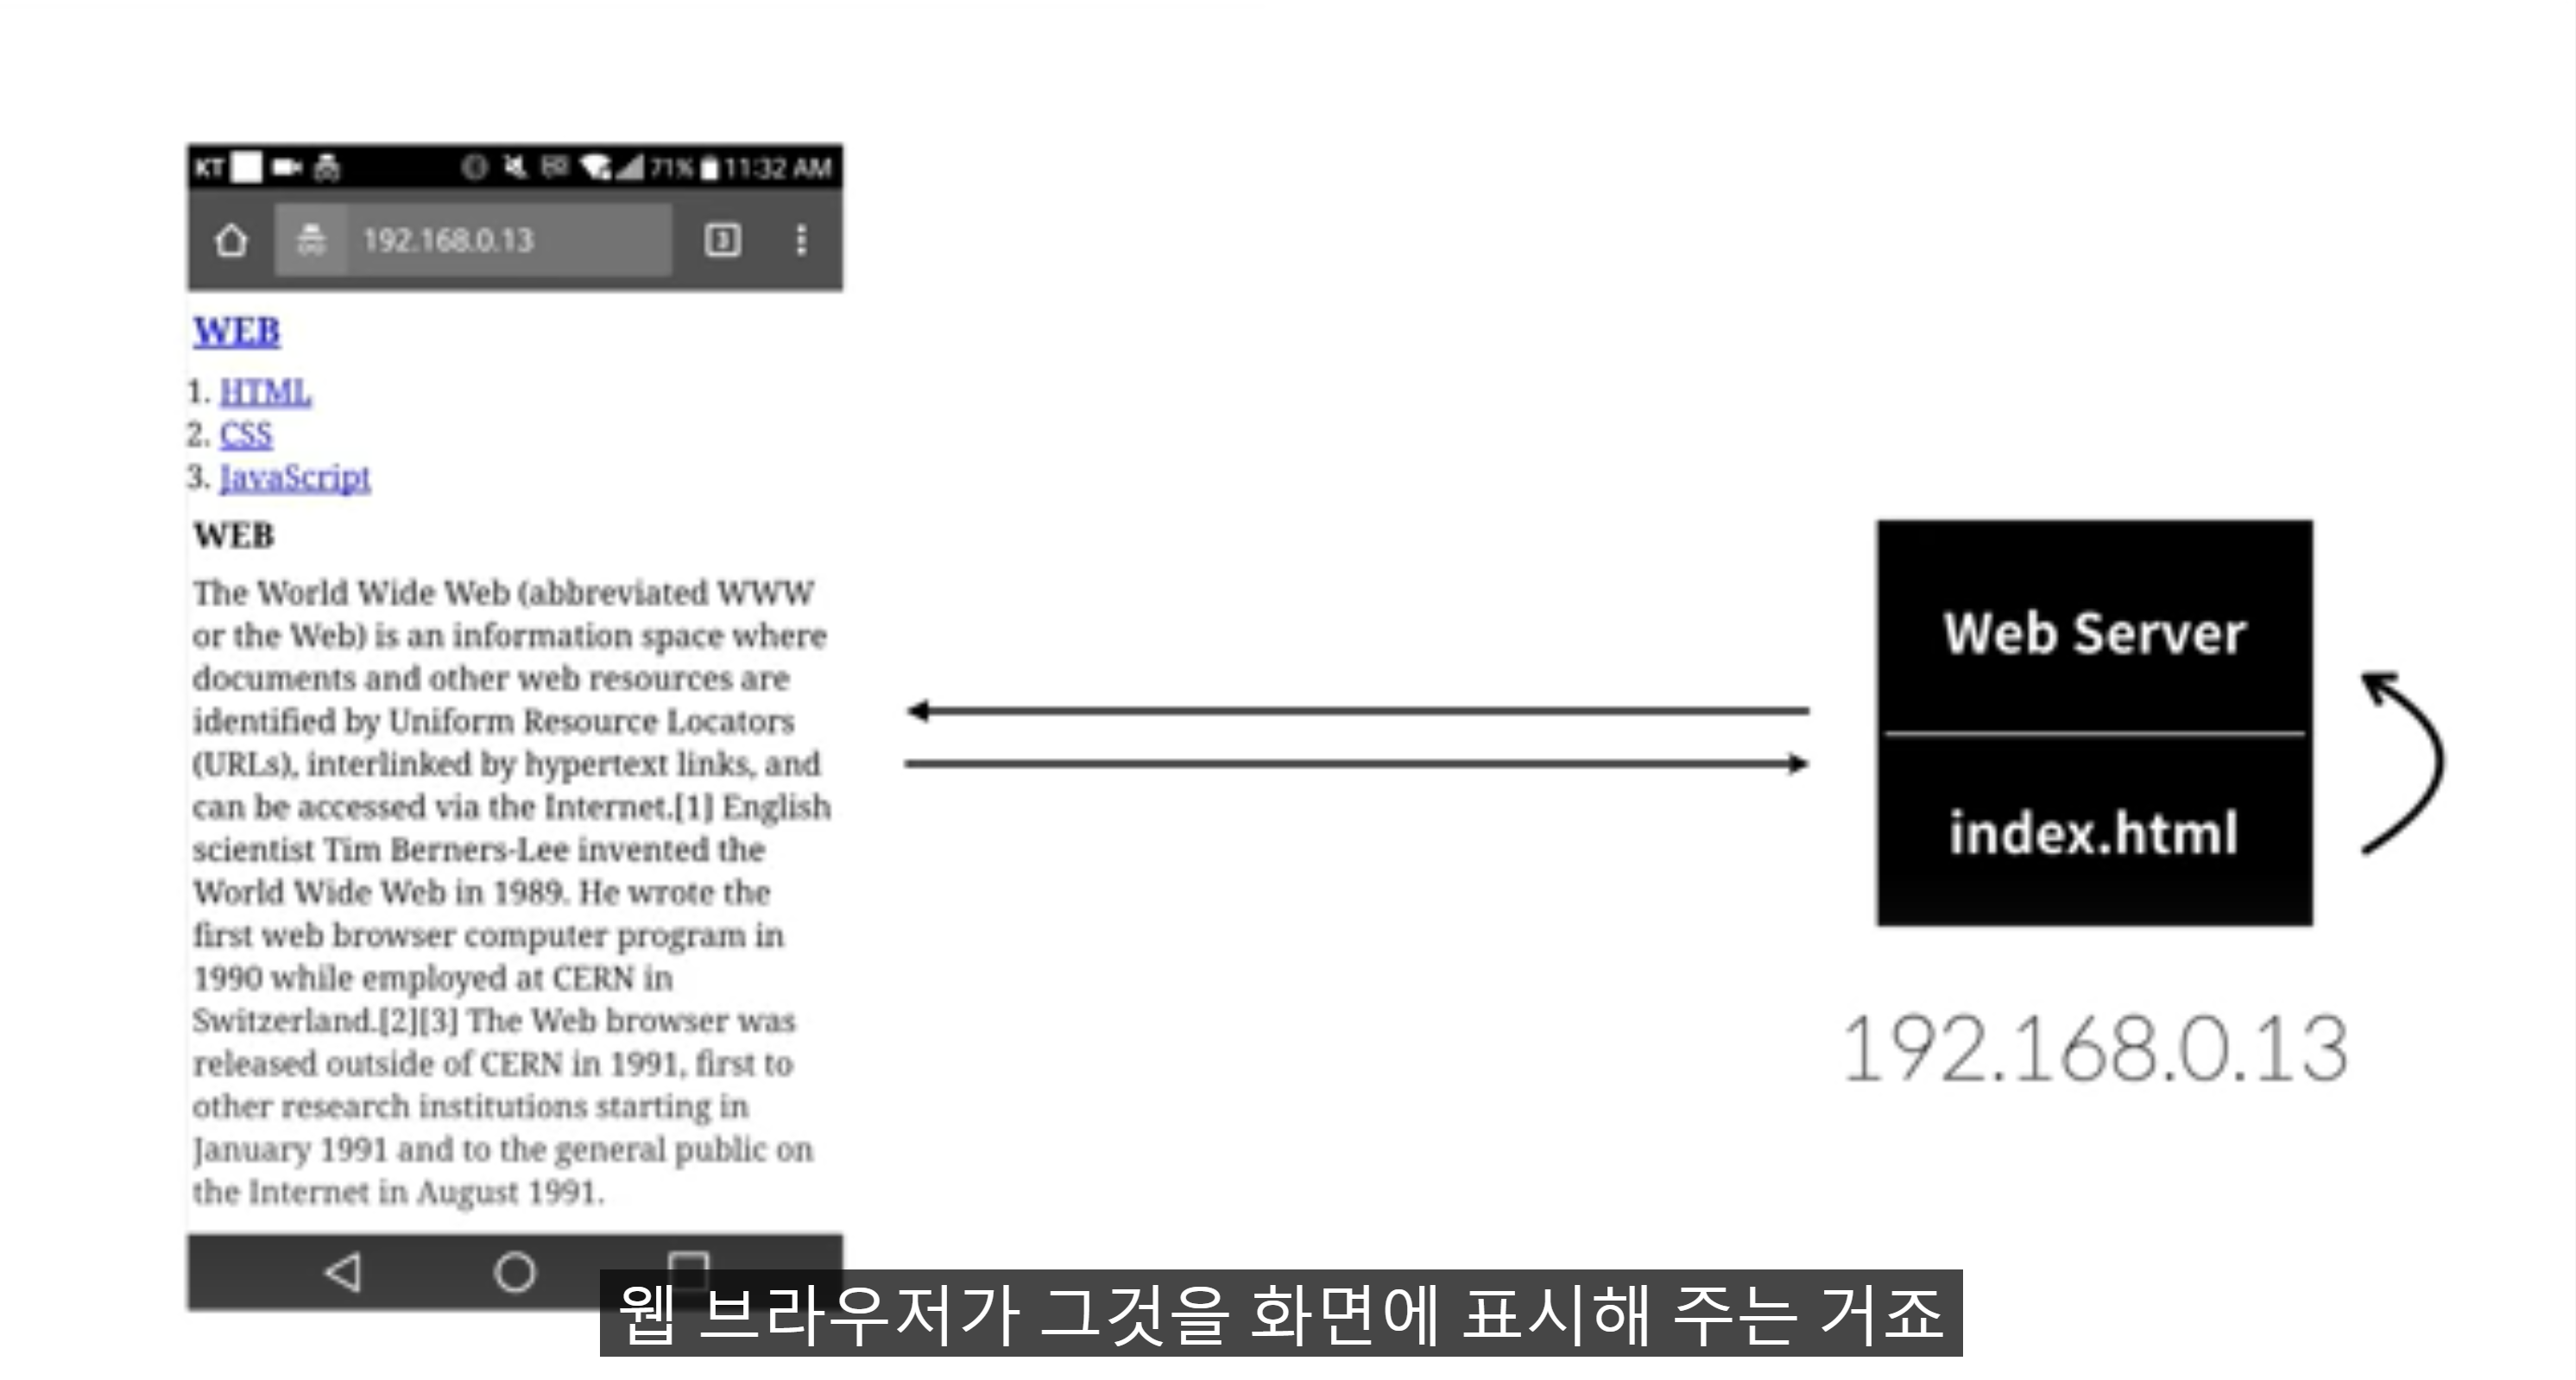 KT 71% 11:32 AM
192.168.0.13 3
WEB
1. HTML
2. CSS
3. JavaScript
WEB
The World Wide Web (abbreviated WWW
or the Web) is an information space where
documents and other web resources are
identified by Uniform Resource Locators
(URLs), interlinked by hypertext links, and
can be accessed via the Internet.[1] English
scientist Tim Berners-Lee invented the
World Wide Web in 1989. He wrote the
first web browser computer program in
1990 while employed at CERN in
Switzerland.[2][3] The Web browser was
released outside of CERN in 1991, first to
other research institutions starting in
January 1991 and to the general public on
the Internet in August 1991.
Web Server
index.html
192.168.0.13
웹 브라우저가 그것을 화면에 표시해 주는 거죠